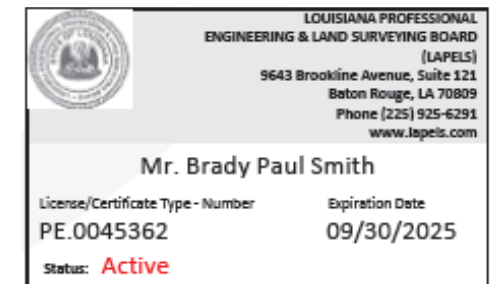 LOUISIANA PROFESSIONAL
ENGINEERING & LAND SURVEYING BOARD
(LAPELS)
9643 Brookline Avenue, Suite 121
Baton Rouge, LA 70809
Phone (225) 925-6291
www.lapels.com
Mr. Brady Paul Smith
License/Certificate Type - Number Expiration Date
PE.0045362 09/30/2025
Status: Active